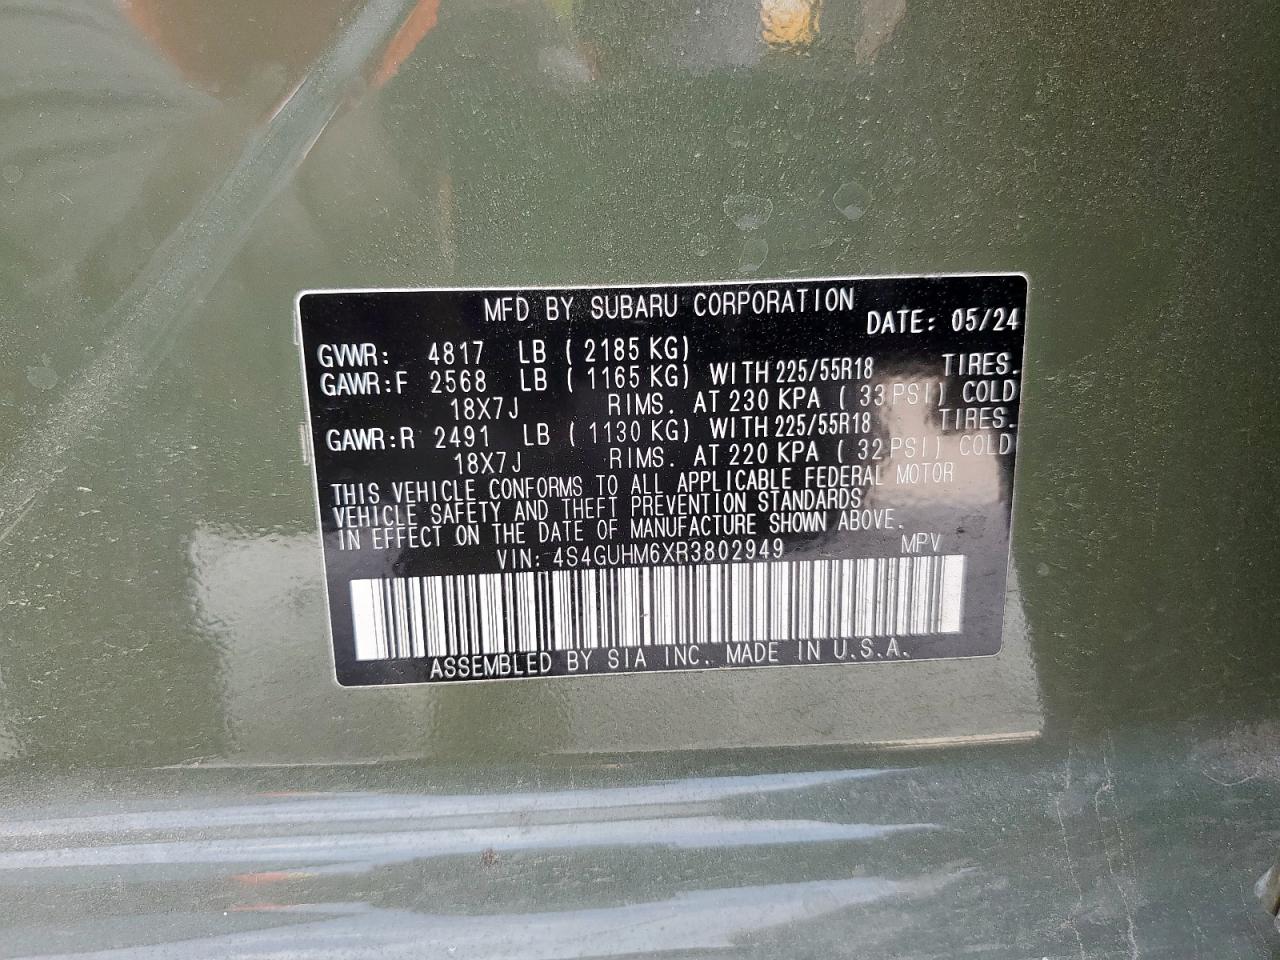 MFD BY SUBARU CORPORATION
DATE: 05/24
GVWR: 4817 LB ( 2185 KG)
GAWR:F 2568 LB ( 1165 KG) WITH 225/55R18 TIRES.
18X7J RIMS. AT 230 KPA ( 33 PSI) COLD
GAWR:R 2491 LB ( 1130 KG) WITH 225/55R18 TIRES.
18X7J RIMS. AT 220 KPA ( 32 PSI) COLD
THIS VEHICLE CONFORMS TO ALL APPLICABLE FEDERAL MOTOR
VEHICLE SAFETY AND THEFT PREVENTION STANDARDS
IN EFFECT ON THE DATE OF MANUFACTURE SHOWN ABOVE.
VIN: 4S4GUHM6XR3802949 MPV
ASSEMBLED BY SIA INC. MADE IN U.S.A.